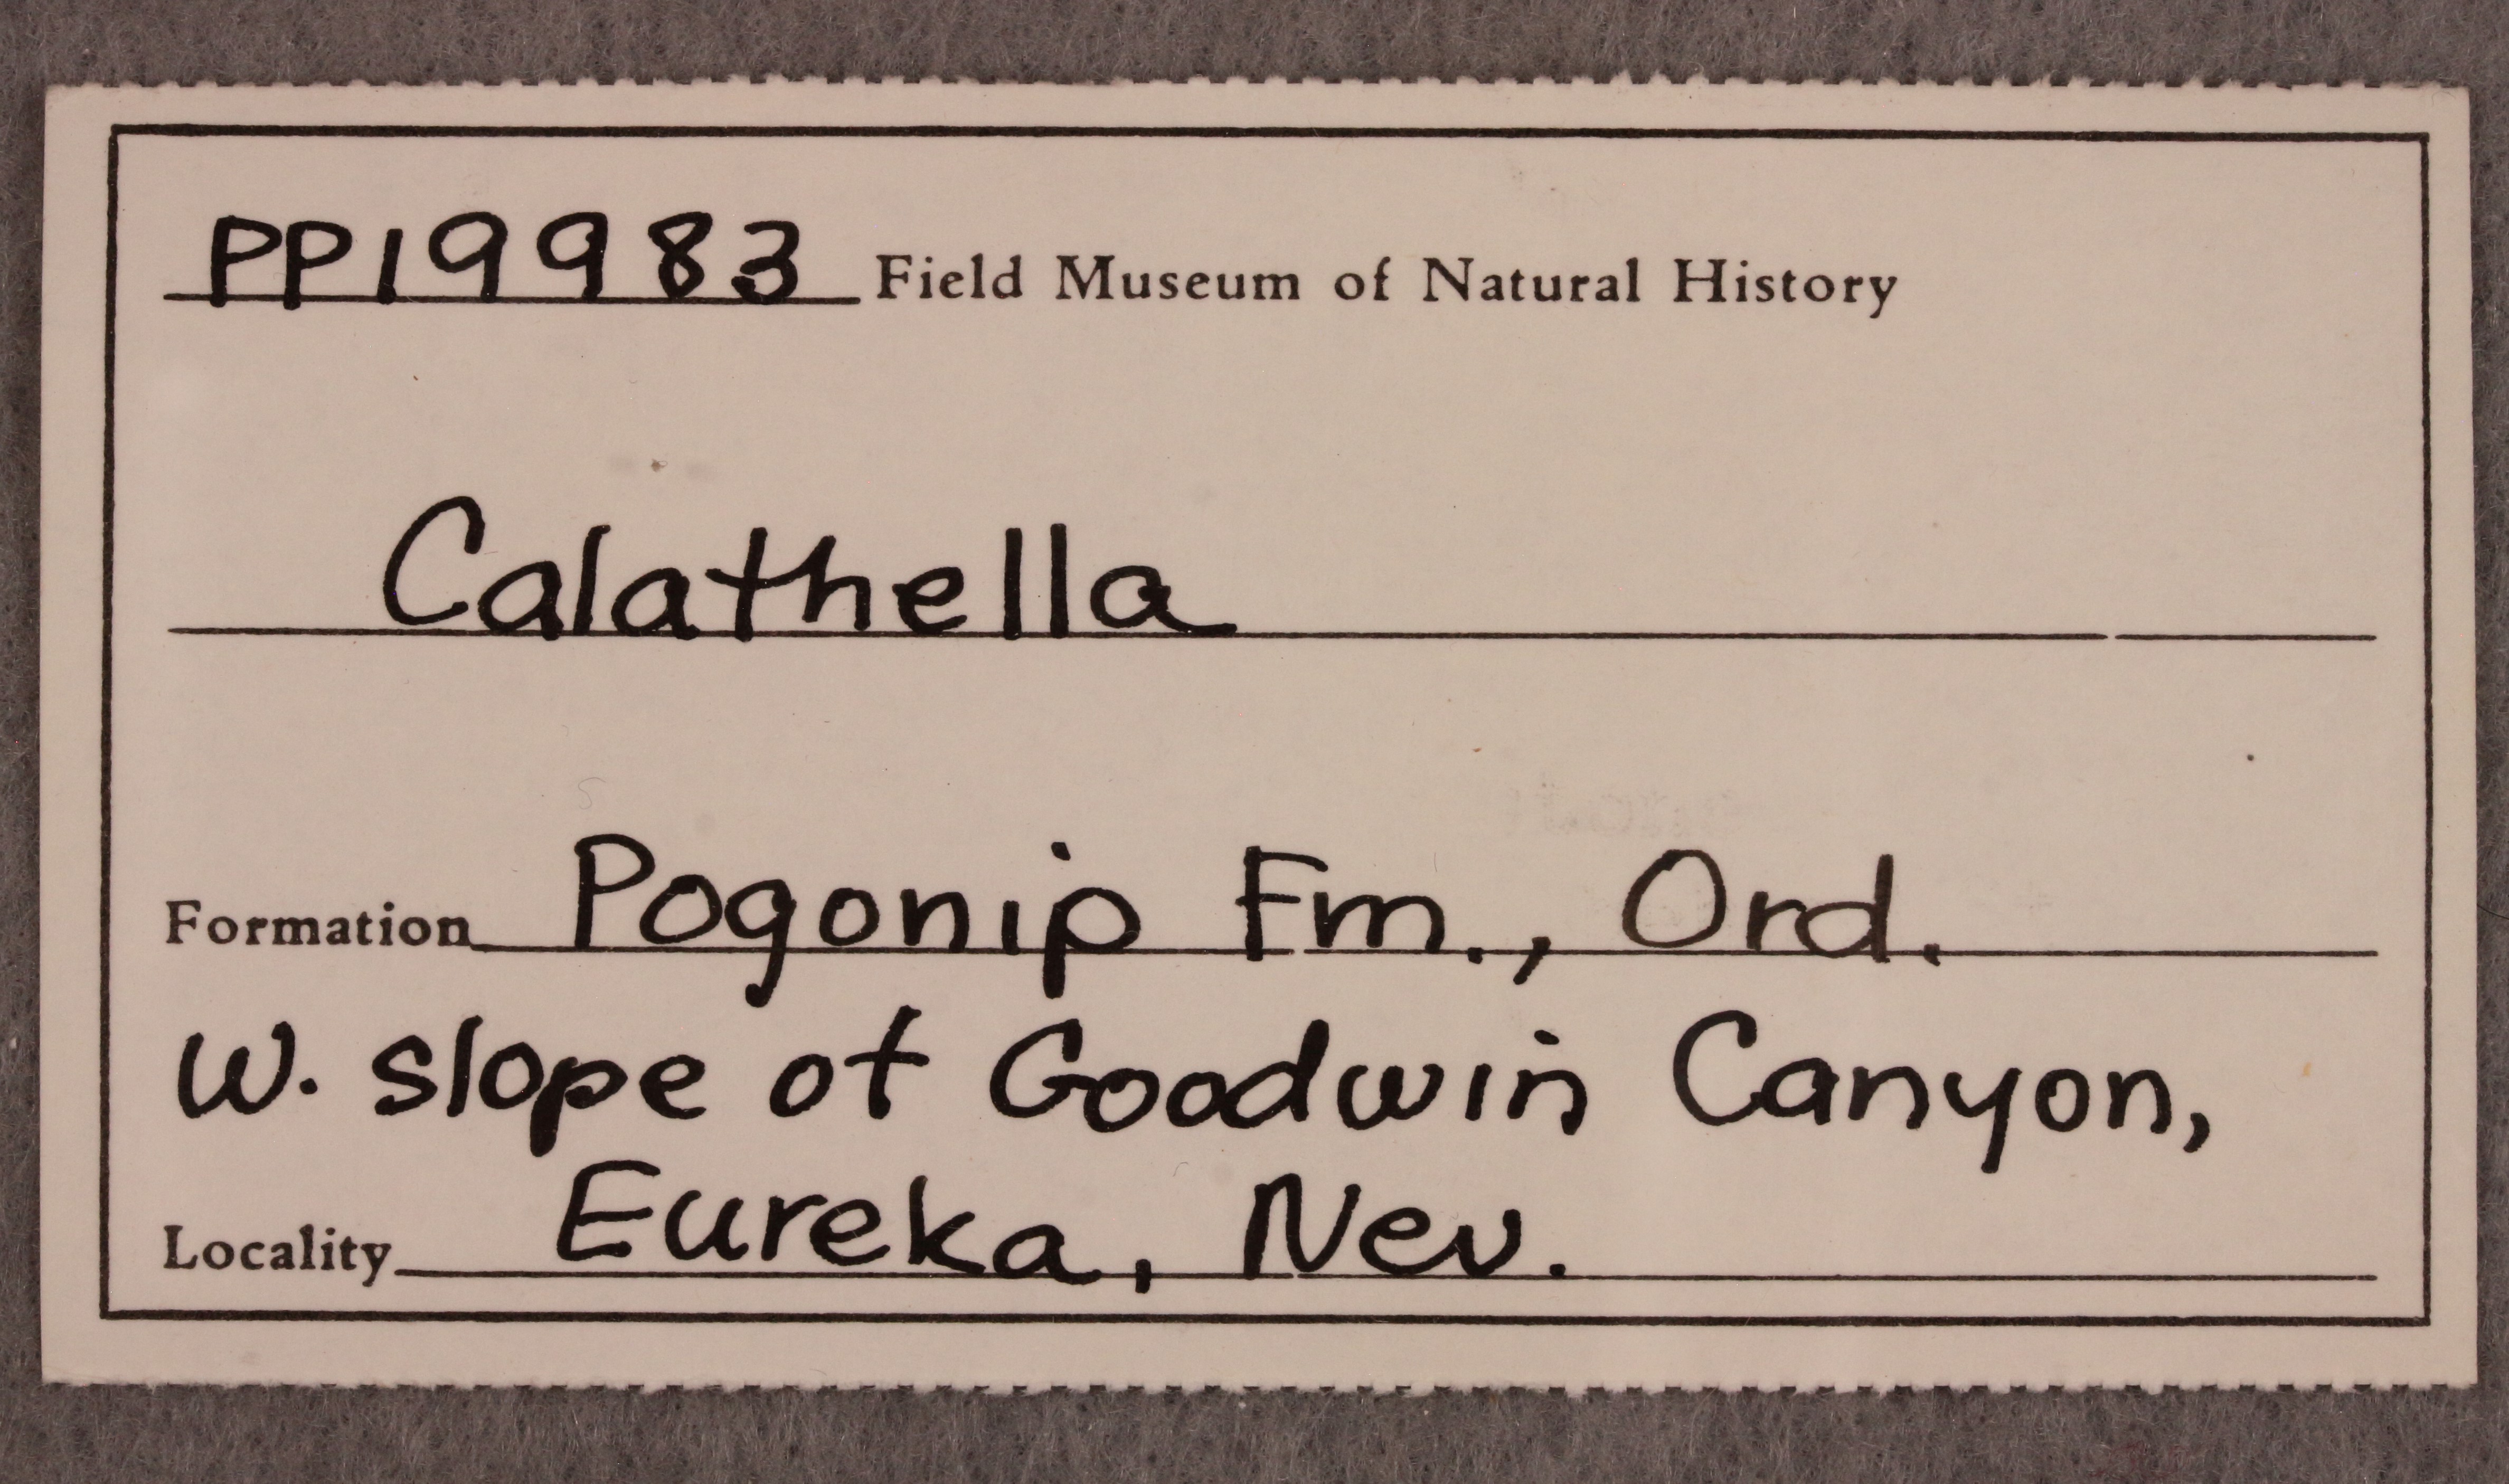 PP19983 Field Museum of Natural History
Calathella
Formation Pogonip Fm., Ord.
W. slope of Goodwin Canyon,
Locality Eureka, Nev.